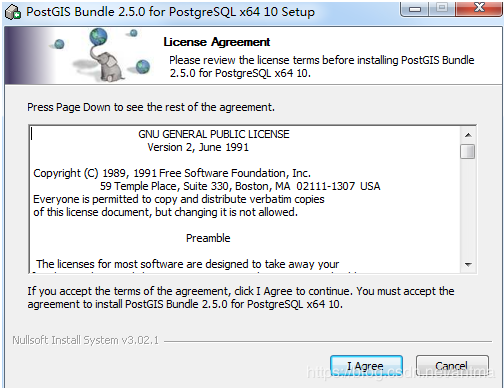 PostGIS Bundle 2.5.0 for PostgreSQL x64 10 Setup
License Agreement
Please review the license terms before installing PostGIS Bundle
2.5.0 for PostgreSQL x64 10.
Press Page Down to see the rest of the agreement.
GNU GENERAL PUBLIC LICENSE
Version 2, June 1991
Copyright (C) 1989, 1991 Free Software Foundation, Inc.
59 Temple Place, Suite 330, Boston, MA 02111-1307 USA
Everyone is permitted to copy and distribute verbatim copies
of this license document, but changing it is not allowed.
Preamble
The licenses for most software are designed to take away your
If you accept the terms of the agreement, click I Agree to continue. You must accept the
agreement to install PostGIS Bundle 2.5.0 for PostgreSQL x64 10.
Nullsoft Install System v3.02.1
I Agree
Cancel